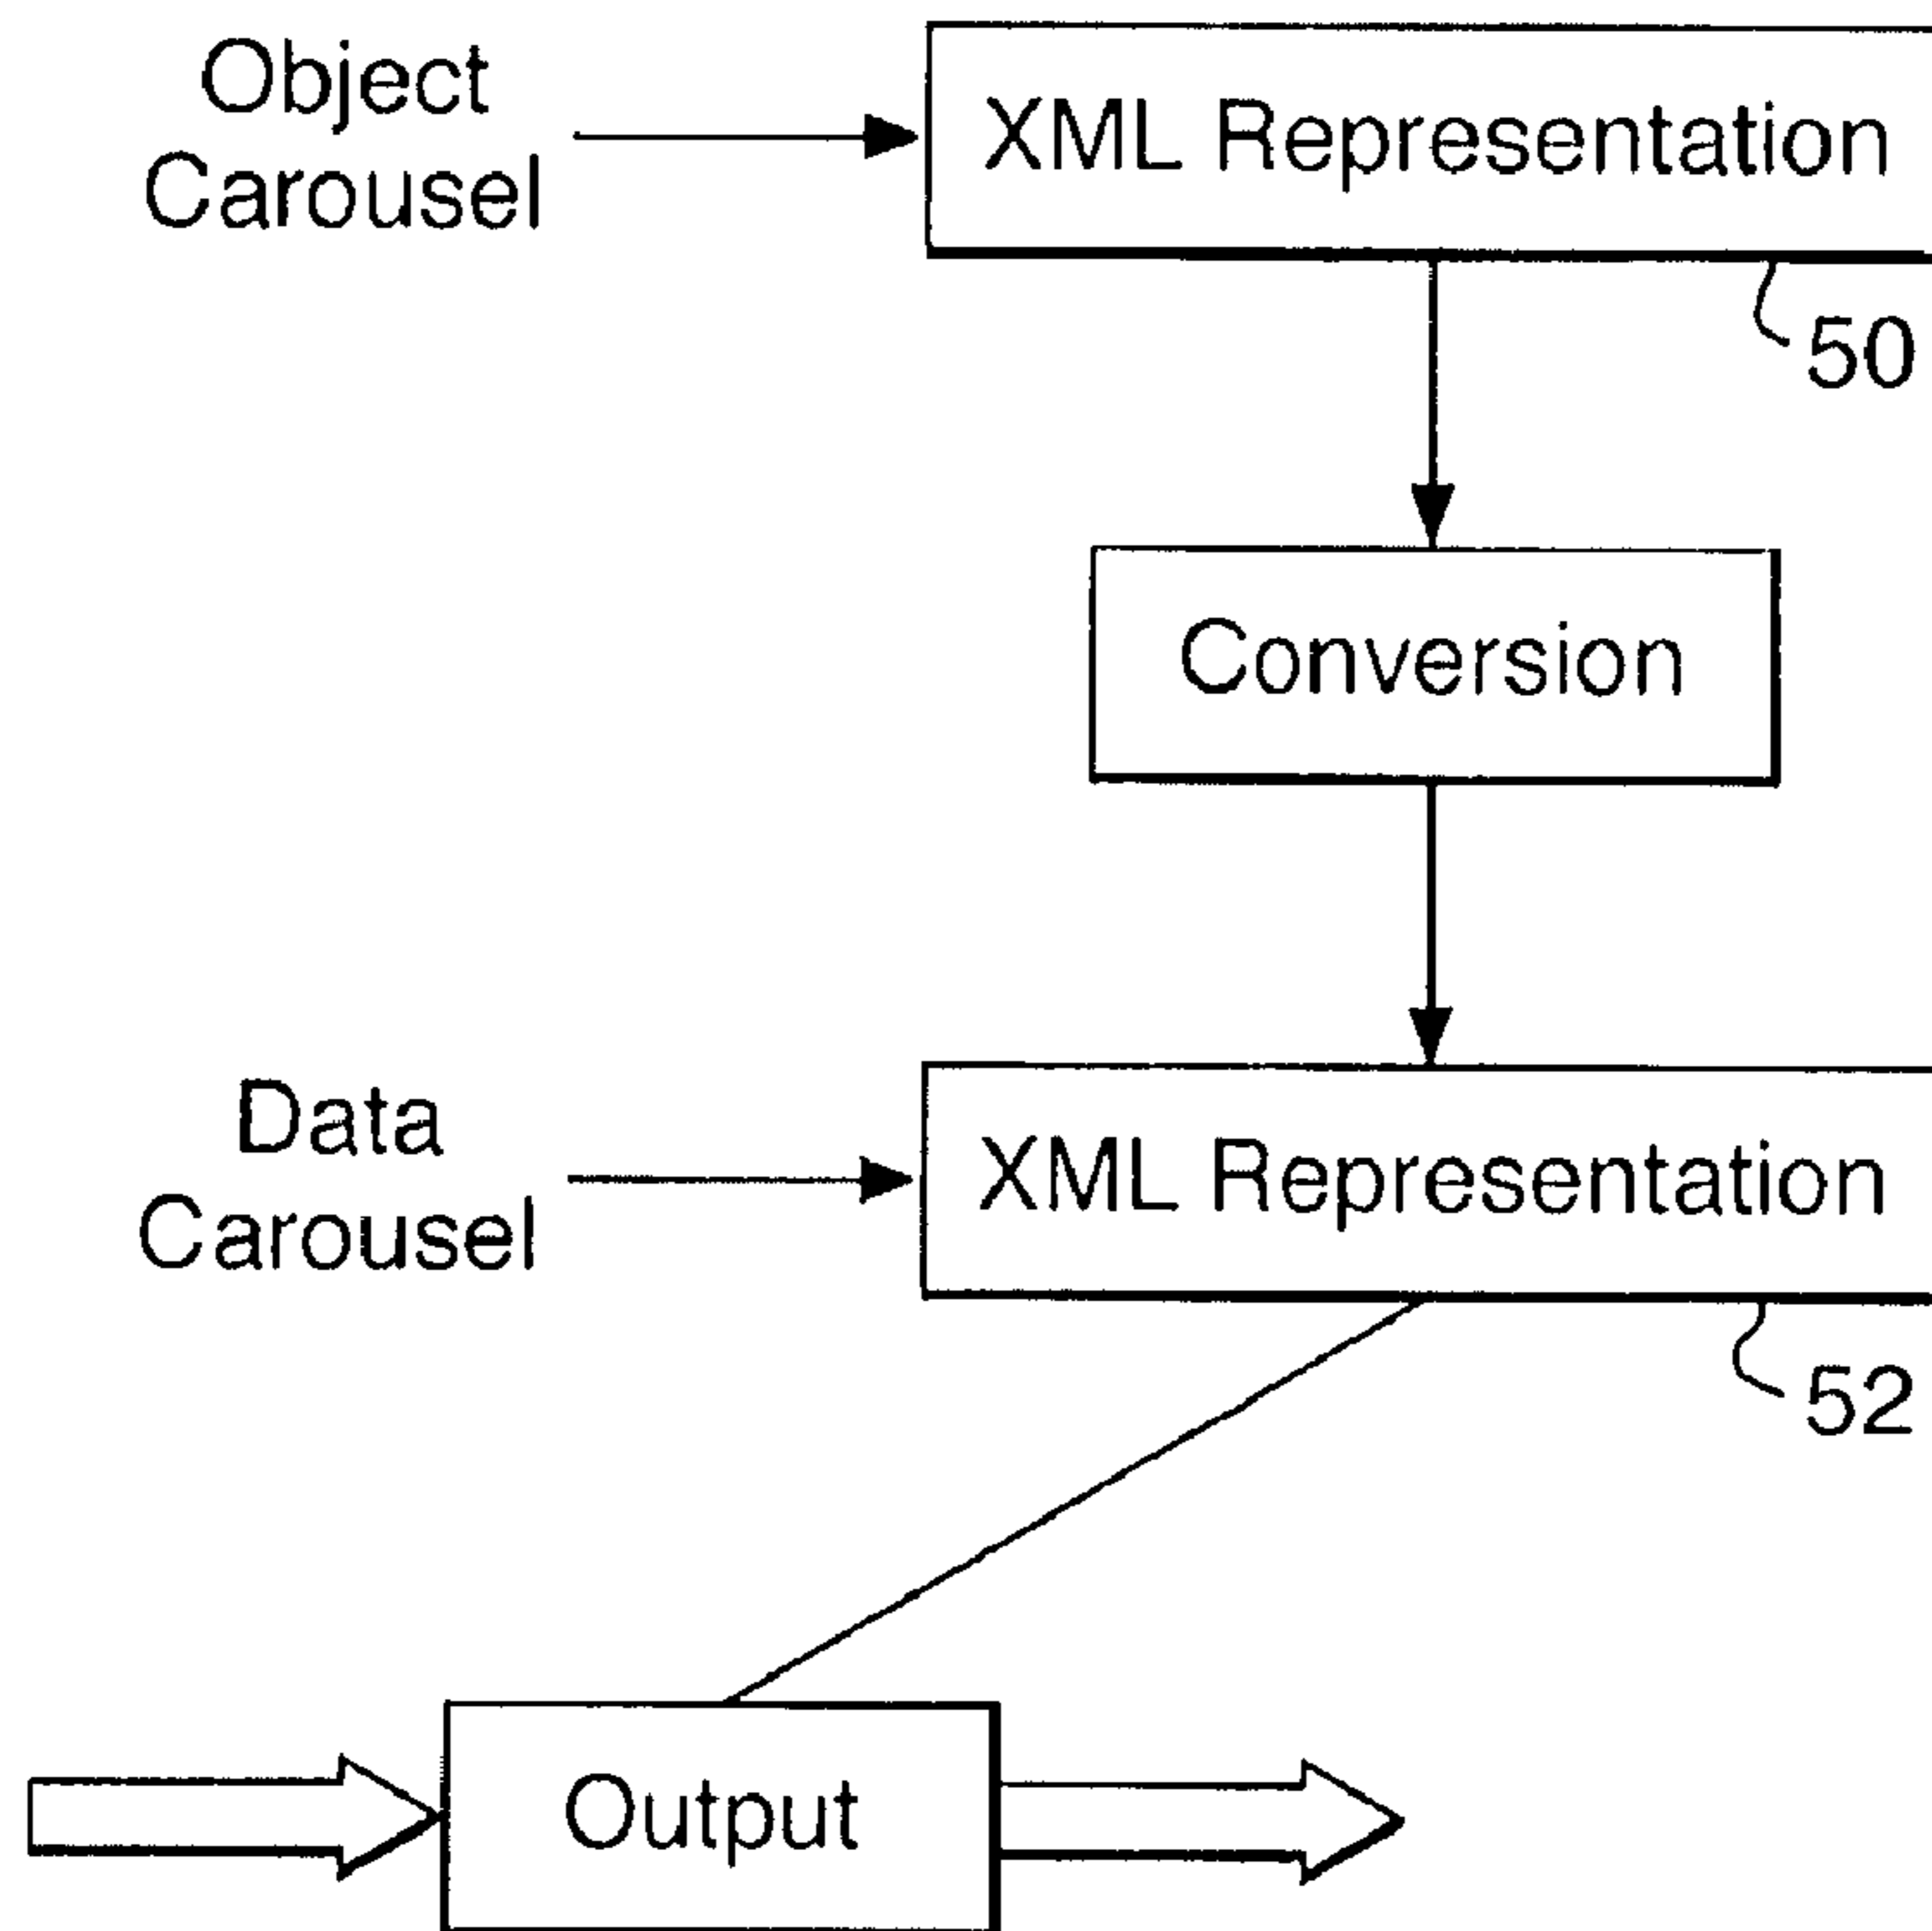 Object
Carousel
XML Representation
50
Conversion
Data
Carousel
XML Representation
52
Output